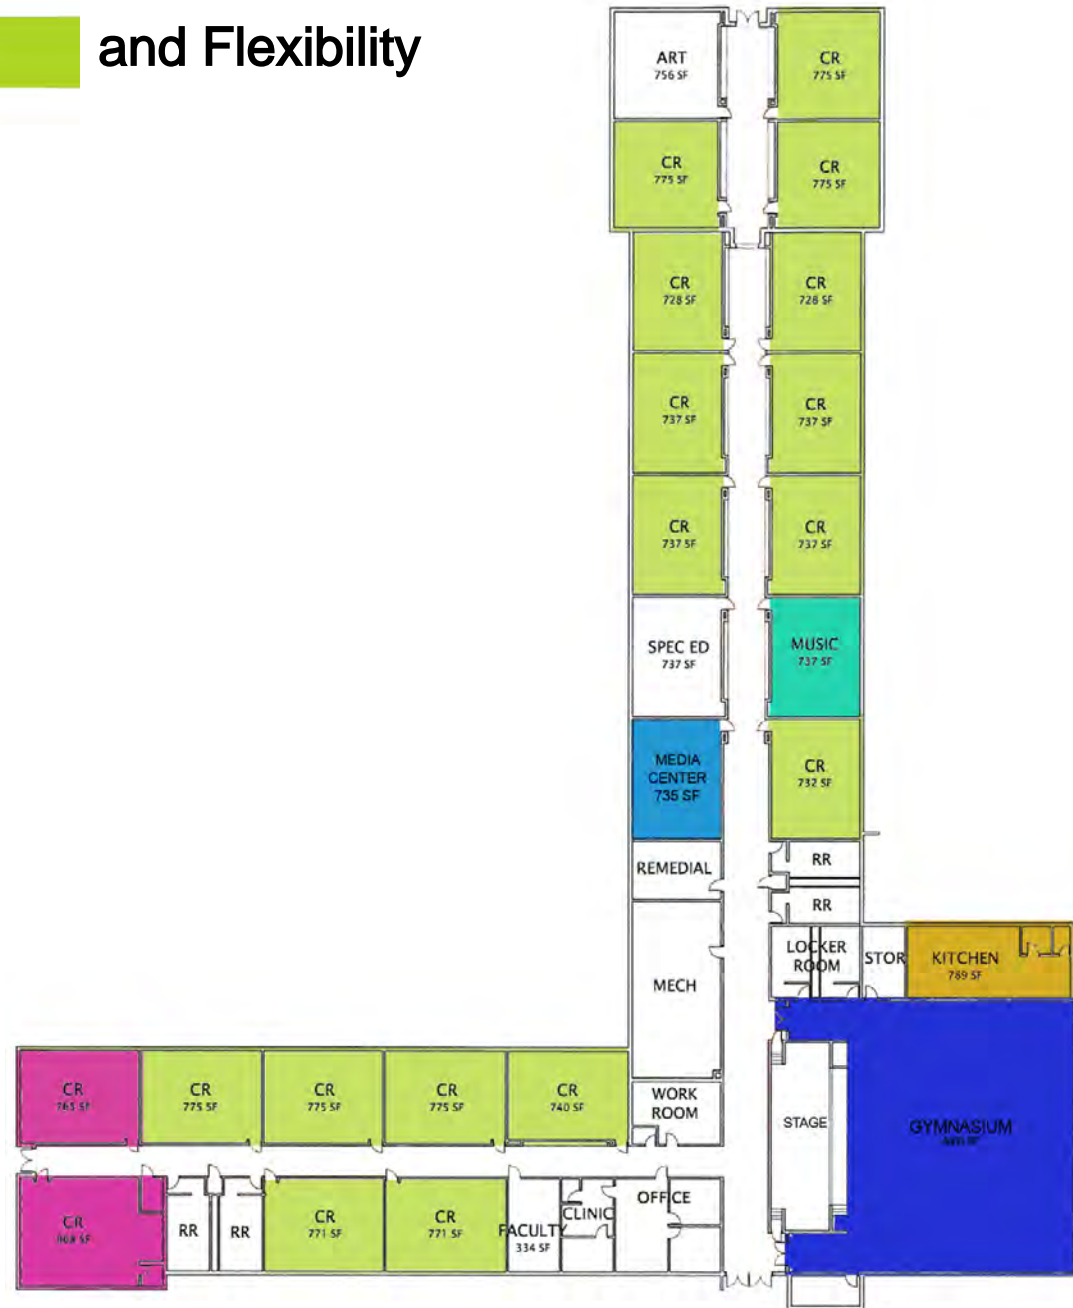 and Flexibility
ART
756 SF
CR
775 SF
CR
775 SF
CR
775 SF
CR
728 SF
CR
728 SF
CR
737 SF
CR
737 SF
CR
737 SF
CR
737 SF
SPEC ED
737 SF
MUSIC
737 SF
MEDIA
CENTER
735 SF
CR
732 SF
REMEDIAL
RR
RR
LOCKER
ROOM
STOR
KITCHEN
789 SF
MECH
CR
SF
CR
775 SF
CR
775 SF
CR
775 SF
CR
740 SF
WORK
ROOM
STAGE
GYMNASIUM
SF
CR
SF
RR
RR
CR
771 SF
CR
771 SF
FACULTY
334 SF
CLINIC
OFFICE